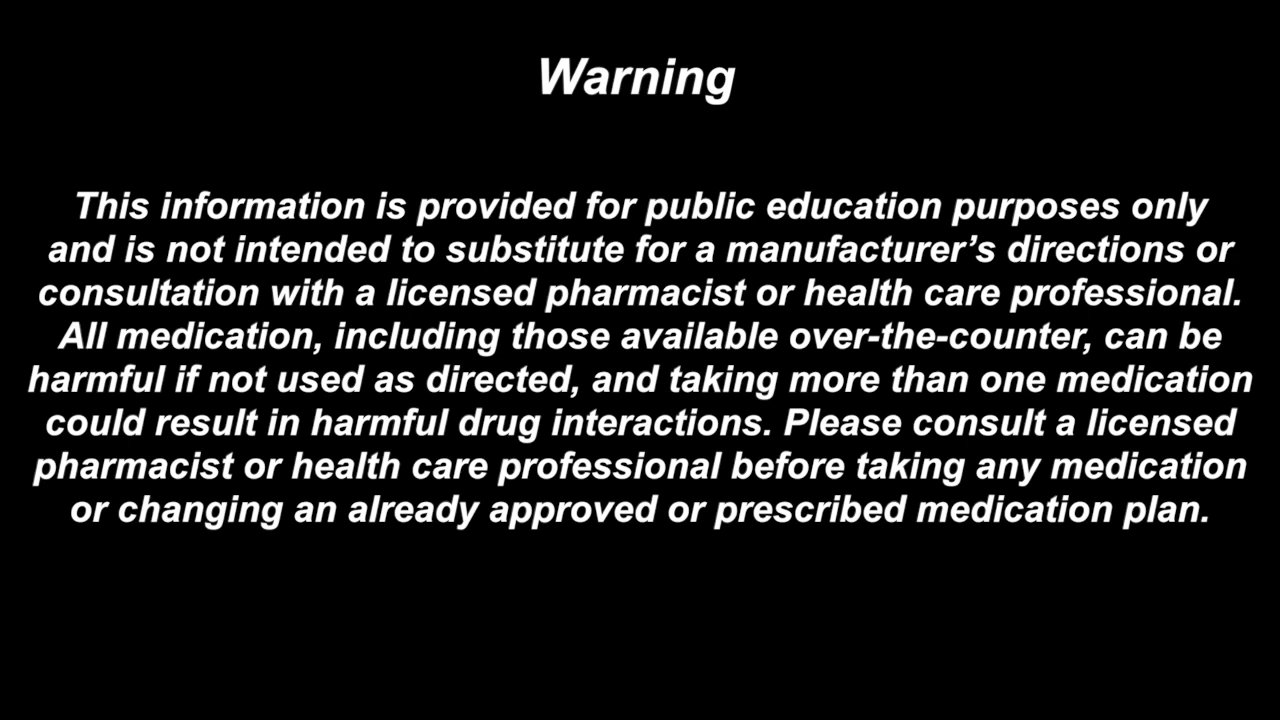 Warning
This information is provided for public education purposes only
and is not intended to substitute for a manufacturer’s directions or
consultation with a licensed pharmacist or health care professional.
All medication, including those available over-the-counter, can be
harmful if not used as directed, and taking more than one medication
could result in harmful drug interactions. Please consult a licensed
pharmacist or health care professional before taking any medication
or changing an already approved or prescribed medication plan.